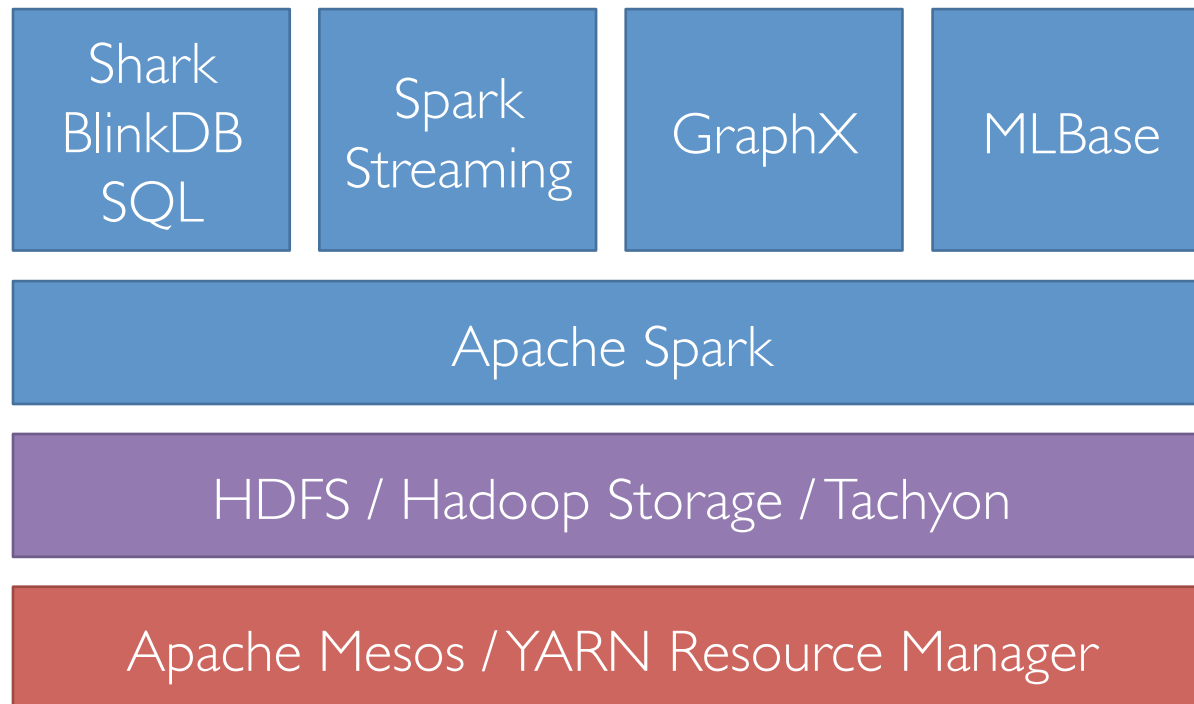 Shark
BlinkDB
SQL
Spark
Streaming
GraphX
MLBase
Apache Spark
HDFS / Hadoop Storage / Tachyon
Apache Mesos / YARN Resource Manager